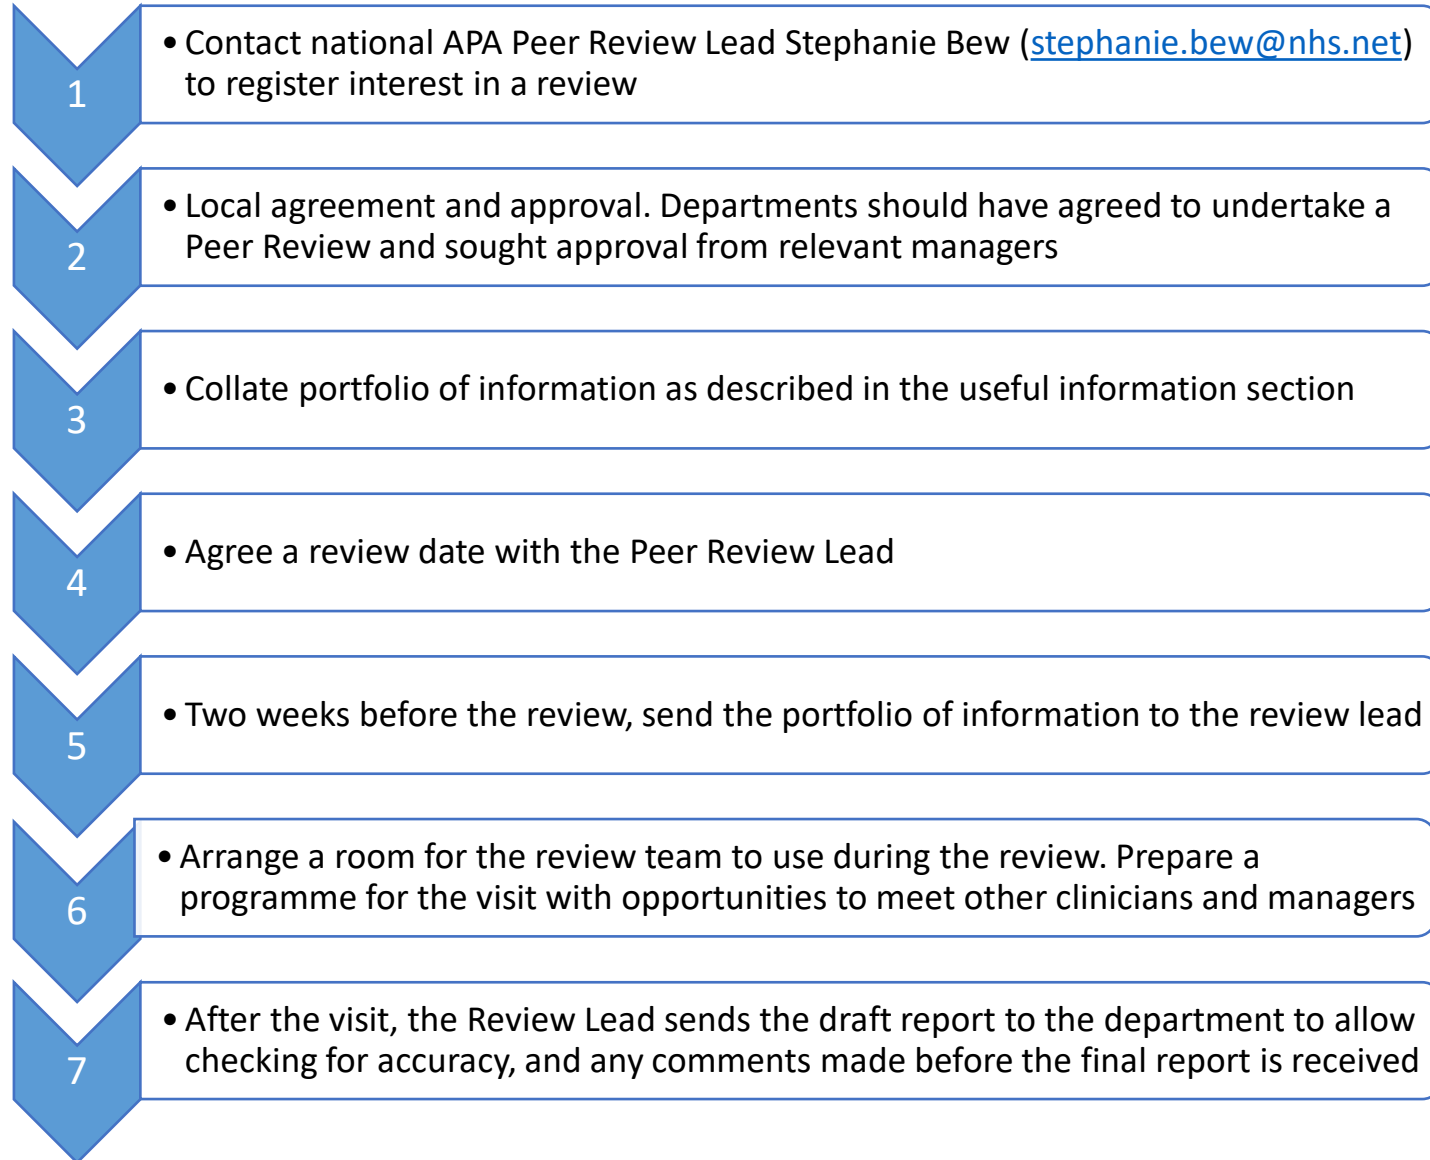 1
• Contact national APA Peer Review Lead Stephanie Bew (stephanie.bew@nhs.net)
to register interest in a review
2
• Local agreement and approval. Departments should have agreed to undertake a
Peer Review and sought approval from relevant managers
3
• Collate portfolio of information as described in the useful information section
4
• Agree a review date with the Peer Review Lead
5
• Two weeks before the review, send the portfolio of information to the review lead
6
• Arrange a room for the review team to use during the review. Prepare a
programme for the visit with opportunities to meet other clinicians and managers
7
• After the visit, the Review Lead sends the draft report to the department to allow
checking for accuracy, and any comments made before the final report is received